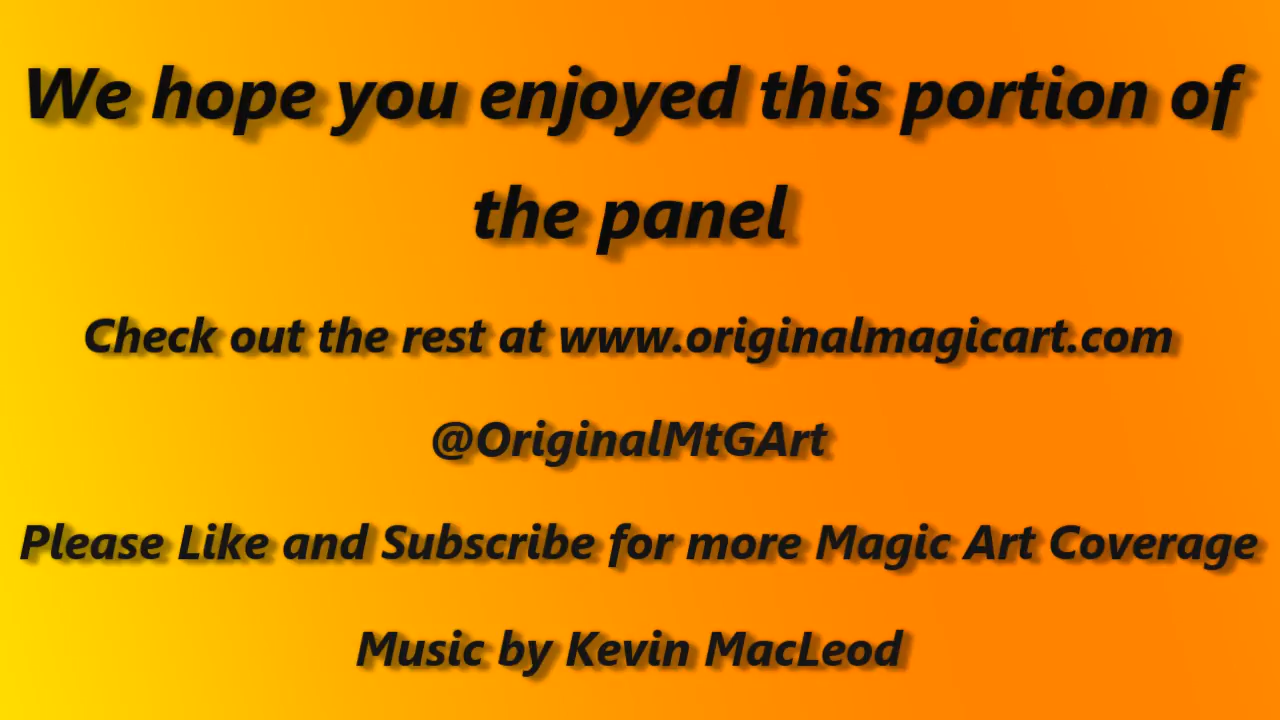 We hope you enjoyed this portion of
the panel
Check out the rest at www.originalmagicart.com
@OriginalMtGArt
Please Like and Subscribe for more Magic Art Coverage
Music by Kevin MacLeod